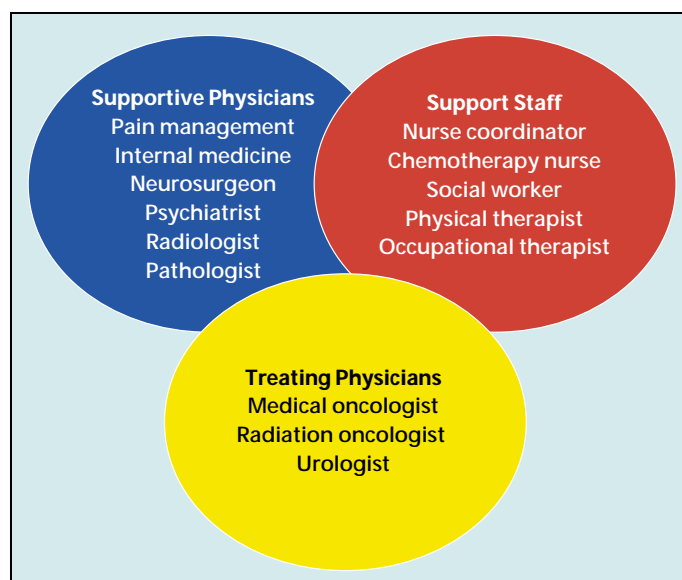 Supportive Physicians
Pain management
Internal medicine
Neurosurgeon
Psychiatrist
Radiologist
Pathologist
Support Staff
Nurse coordinator
Chemotherapy nurse
Social worker
Physical therapist
Occupational therapist
Treating Physicians
Medical oncologist
Radiation oncologist
Urologist